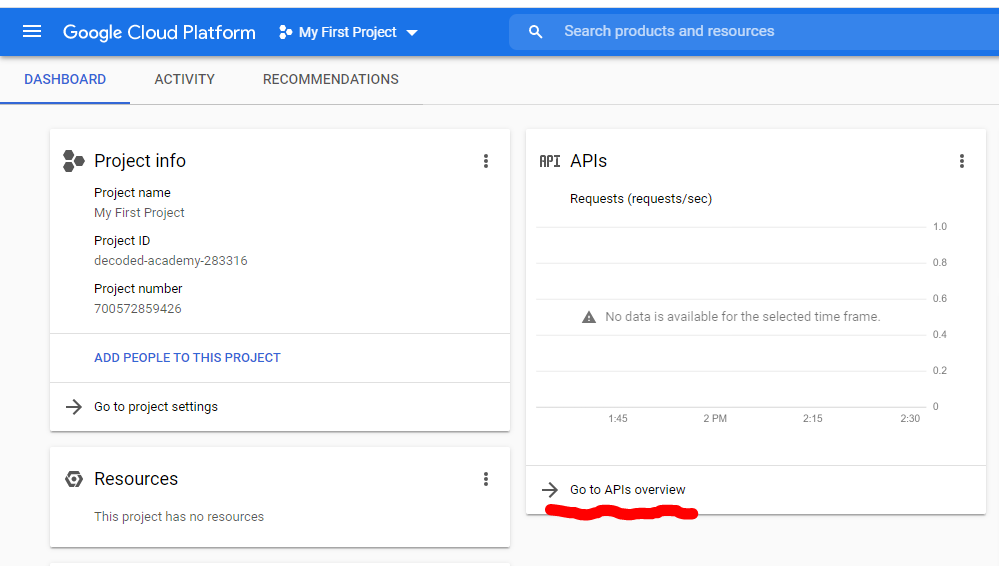 Google Cloud Platform
My First Project
Search products and resources
DASHBOARD
ACTIVITY
RECOMMENDATIONS
Project info
Project name
My First Project
Project ID
decoded-academy-283316
Project number
700572859426
ADD PEOPLE TO THIS PROJECT
Go to project settings
Resources
This project has no resources
API APIs
Requests (requests/sec)
1.0
0.8
0.6
No data is available for the selected time frame.
0.4
0.2
0
1:45
2 PM
2:15
2:30
Go to APIs overview